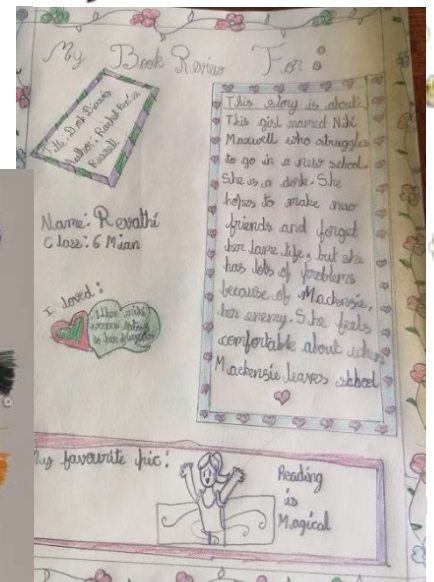 My Book Review For:
Title: Dork Diaries
Author: Rachel Renée
Russell
Name: Revathi
Class: 6 Mian
I loved:
This story is about
This girl named Niki
Maxwell who struggles
to go in a new school.
She is a dork. She
hopes to make new
friends and forget
her lame life, but she
has lots of problems
because of Mackenzie,
her enemy. She feels
comfortable about when
Mackenzie leaves school
My favourite pic:
Reading
is
Magical